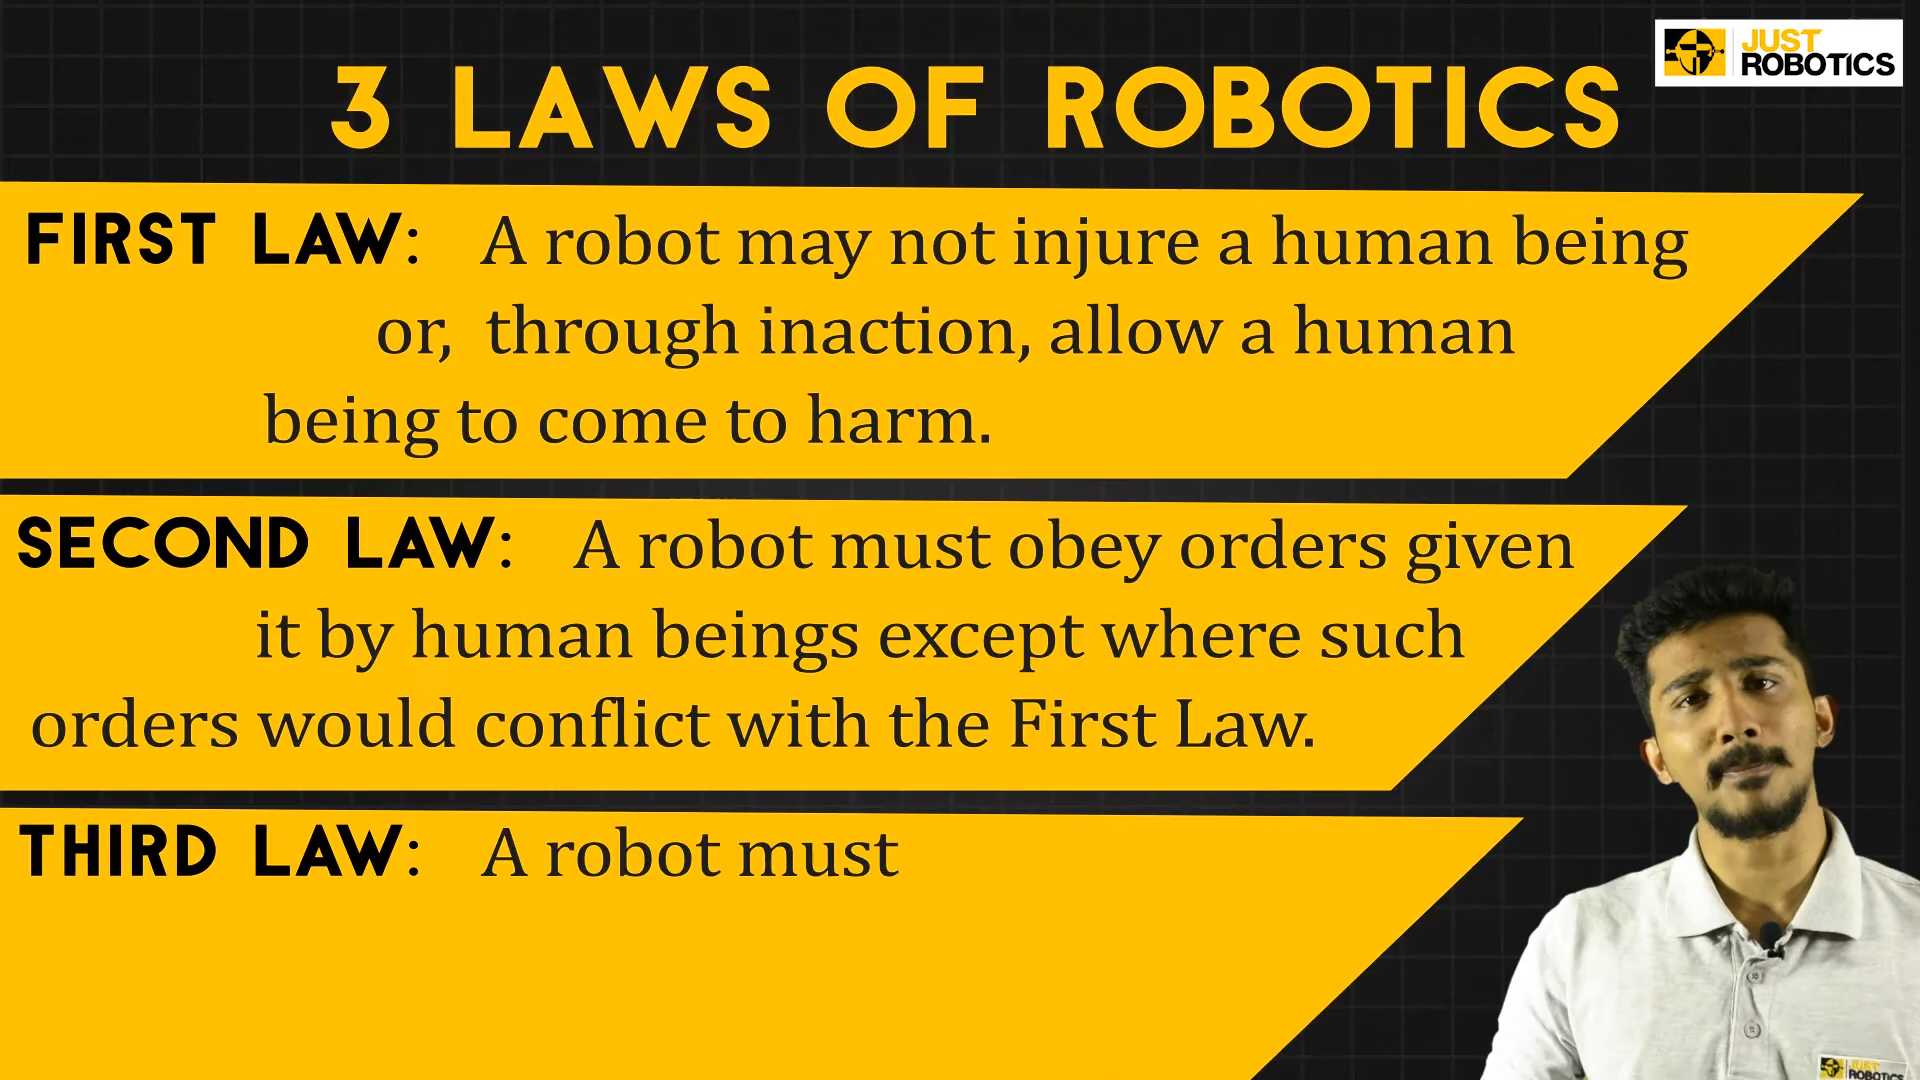 JUST
ROBOTICS
3 LAWS OF ROBOTICS
FIRST LAW: A robot may not injure a human being
or, through inaction, allow a human
being to come to harm.
SECOND LAW: A robot must obey orders given
it by human beings except where such
orders would conflict with the First Law.
THIRD LAW: A robot must
JUST
ROBOTICS